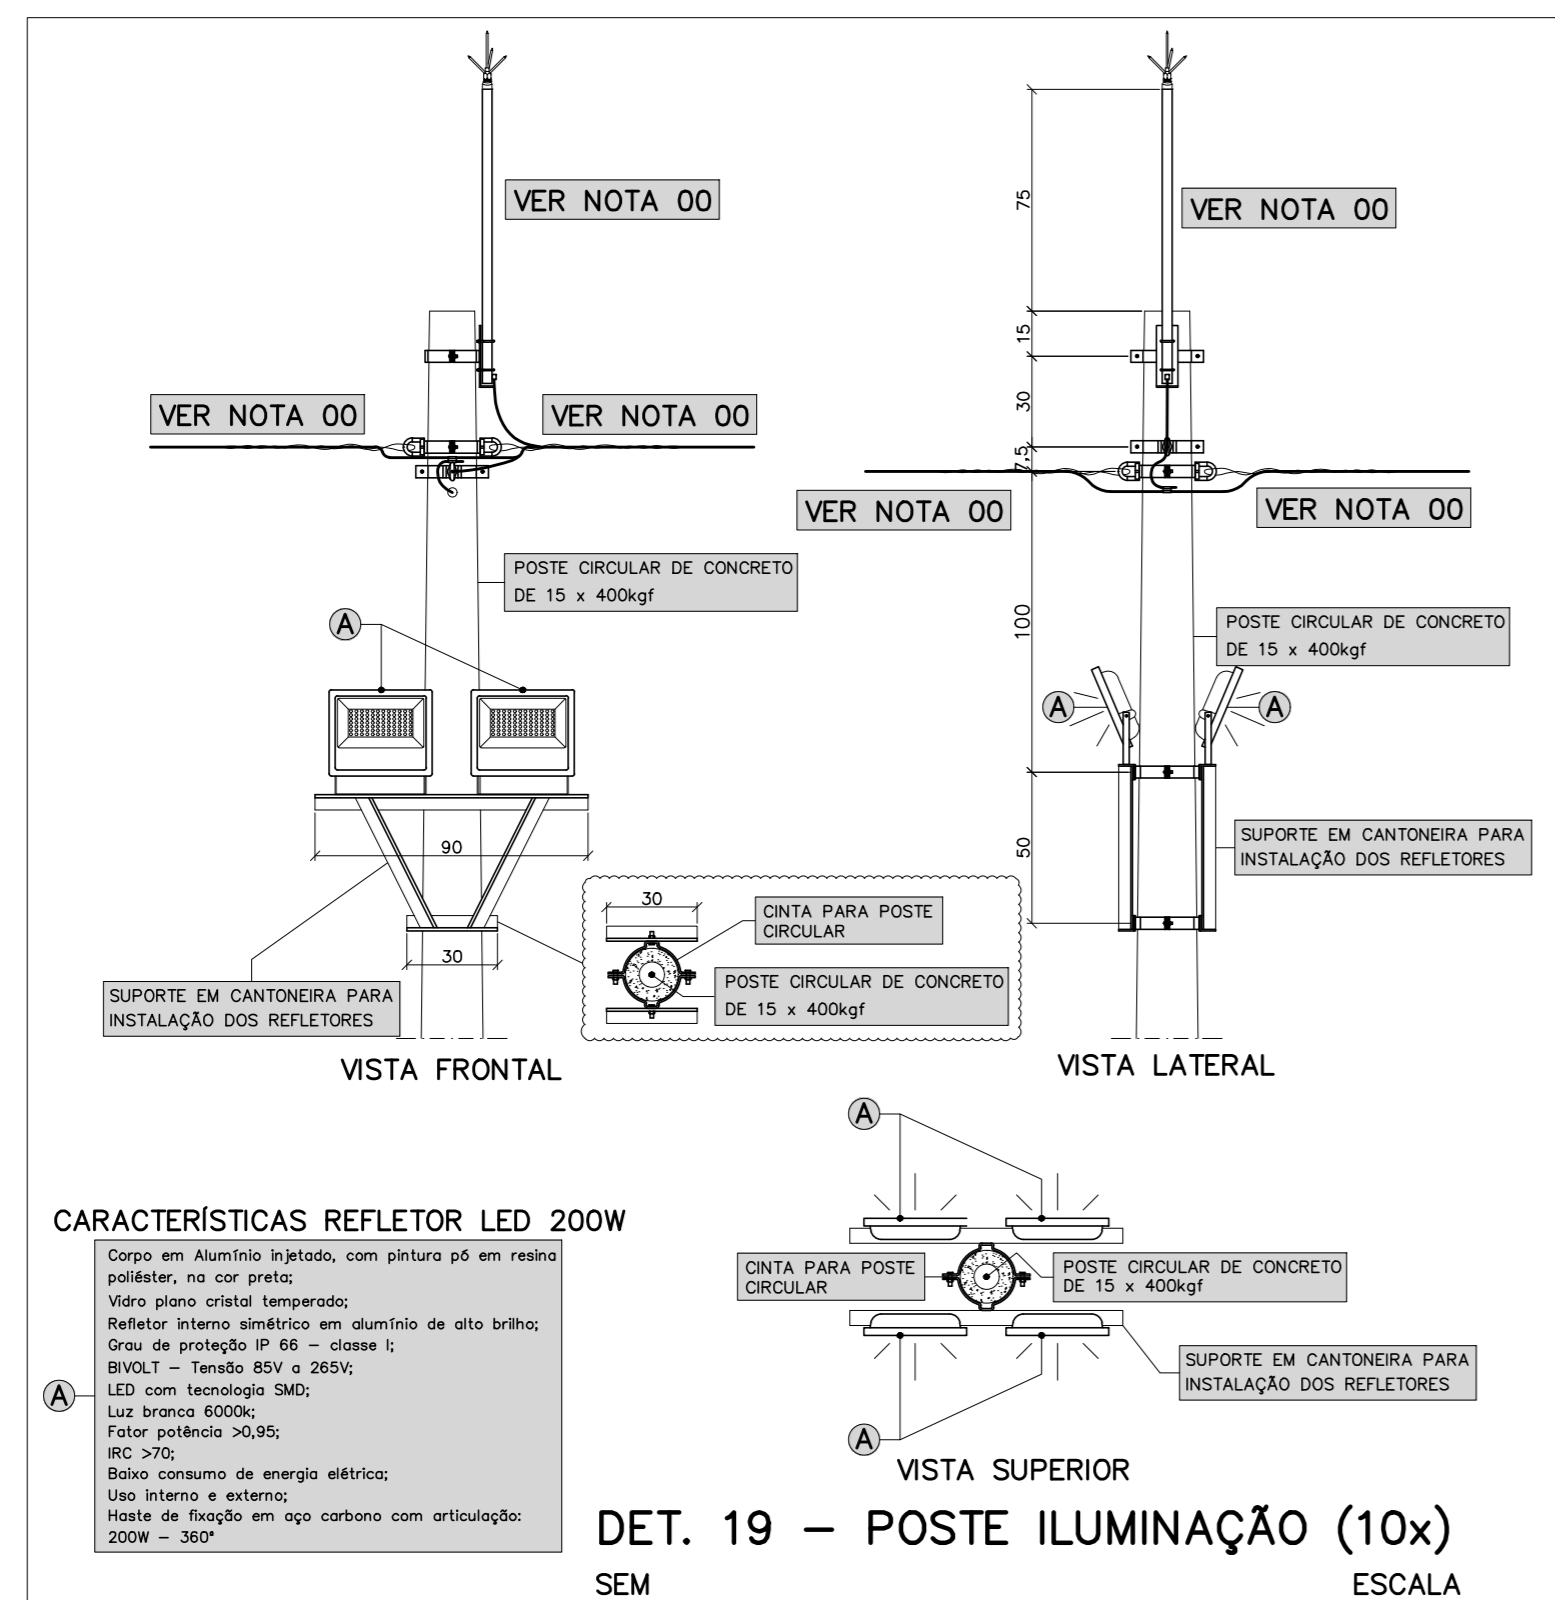 VER NOTA 00
VER NOTA 00
75
15
30
7,5
100
50
VER NOTA 00
VER NOTA 00
VER NOTA 00
VER NOTA 00
POSTE CIRCULAR DE CONCRETO
DE 15 x 400kgf
A
POSTE CIRCULAR DE CONCRETO
DE 15 x 400kgf
A
A
90
30
SUPORTE EM CANTONEIRA PARA
INSTALAÇÃO DOS REFLETORES
30
CINTA PARA POSTE
CIRCULAR
POSTE CIRCULAR DE CONCRETO
DE 15 x 400kgf
SUPORTE EM CANTONEIRA PARA
INSTALAÇÃO DOS REFLETORES
VISTA FRONTAL
VISTA LATERAL
A
CINTA PARA POSTE
CIRCULAR
POSTE CIRCULAR DE CONCRETO
DE 15 x 400kgf
SUPORTE EM CANTONEIRA PARA
INSTALAÇÃO DOS REFLETORES
A
VISTA SUPERIOR
CARACTERÍSTICAS REFLETOR LED 200W
A
Corpo em Alumínio injetado, com pintura pó em resina
poliéster, na cor preta;
Vidro plano cristal temperado;
Refletor interno simétrico em alumínio de alto brilho;
Grau de proteção IP 66 – classe I;
BIVOLT – Tensão 85V a 265V;
LED com tecnologia SMD;
Luz branca 6000k;
Fator potência >0,95;
IRC >70;
Baixo consumo de energia elétrica;
Uso interno e externo;
Haste de fixação em aço carbono com articulação:
200W – 360°
DET. 19 – POSTE ILUMINAÇÃO (10x)
SEM ESCALA